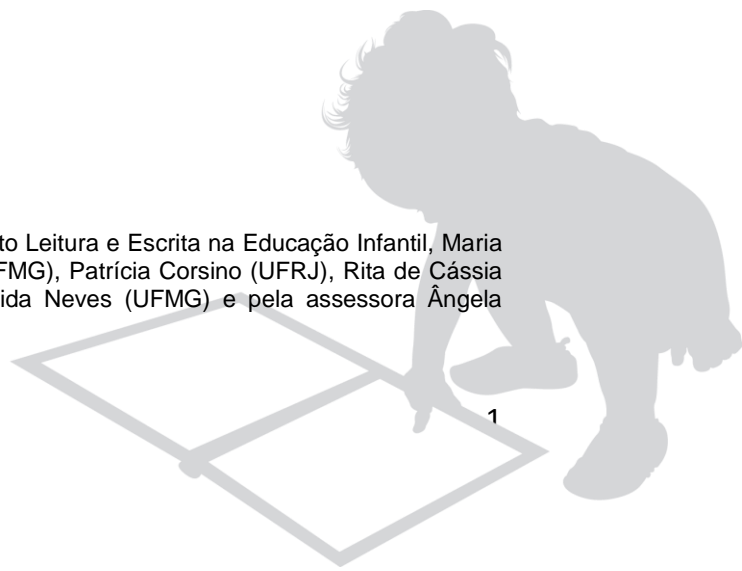 to Leitura e Escrita na Educação Infantil, Maria
FMG), Patrícia Corsino (UFRJ), Rita de Cássia
ida Neves (UFMG) e pela assessora Ângela
1